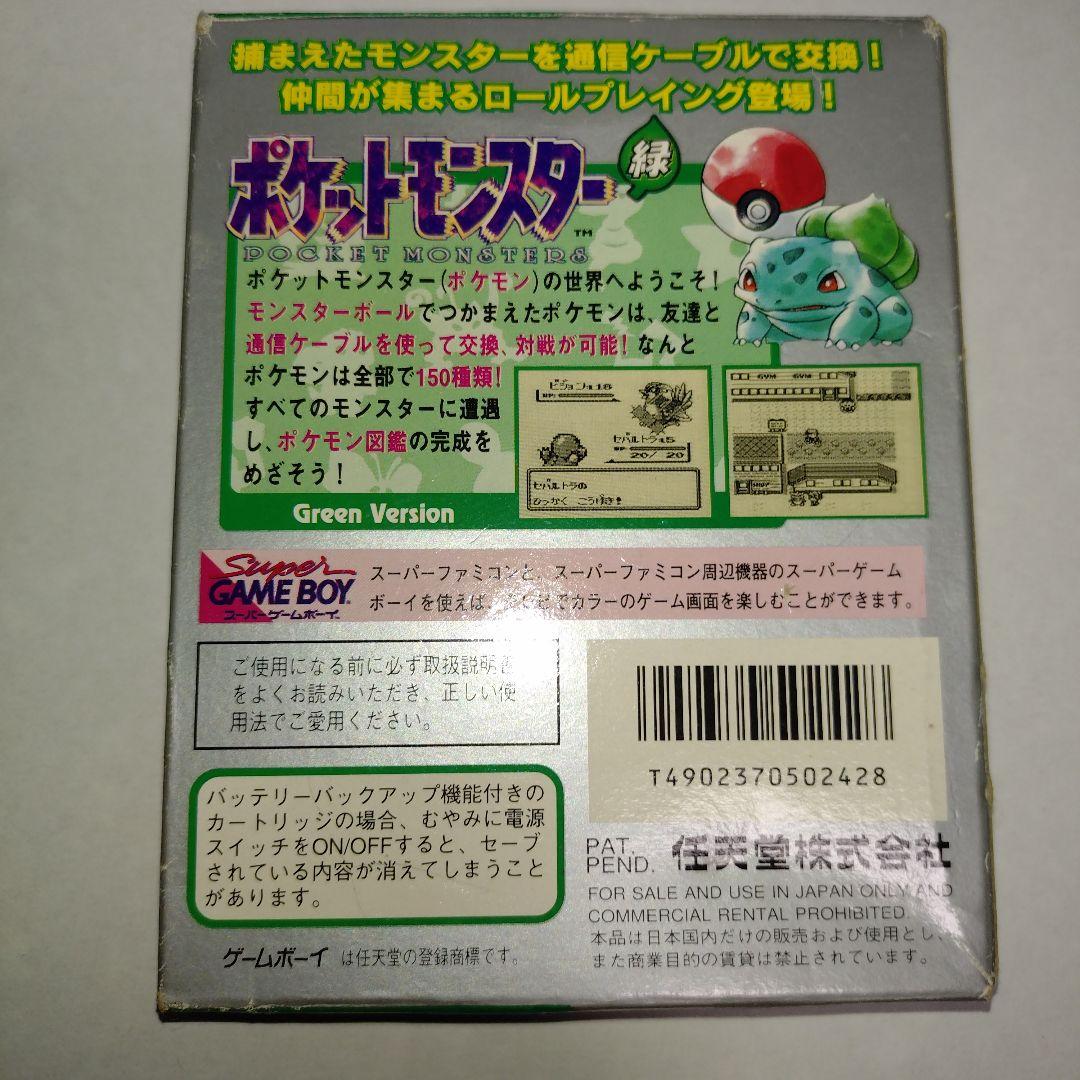 捕まえたモンスターを通信ケーブルで交換!
仲間が集まるロールプレイング登場!
ポケットモンスター 緑
TM
POCKET MONSTERS
ポケットモンスター(ポケモン)の世界へようこそ!
モンスターボールでつかまえたポケモンは、友達と
通信ケーブルを使って交換、対戦が可能! なんと
ポケモンは全部で150種類!
すべてのモンスターに遭遇
し、ポケモン図鑑の完成を
めざそう!
Green Version
20/ 20
ひっかく こうげき!
GYM GYM
SHOP
Super
GAME BOY
スーパーゲームボーイ
スーパーファミコンと、スーパーファミコン周辺機器のスーパーゲーム
ボーイを使えば、でカラーのゲーム画面を楽しむことができます。
ご使用になる前に必ず取扱説明書
をよくお読みいただき、正しい使
用法でご愛用ください。
バッテリーバックアップ機能付きの
カートリッジの場合、むやみに電源
スイッチをON/OFFすると、セーブ
されている内容が消えてしまうこと
があります。
ゲームボーイ は任天堂の登録商標です。
T4902370502428
PAT.
PEND. 任天堂株式会社
FOR SALE AND USE IN JAPAN ONLY AND
COMMERCIAL RENTAL PROHIBITED.
本品は日本国内だけの販売および使用とし、
また商業目的の賃貸は禁止されています。